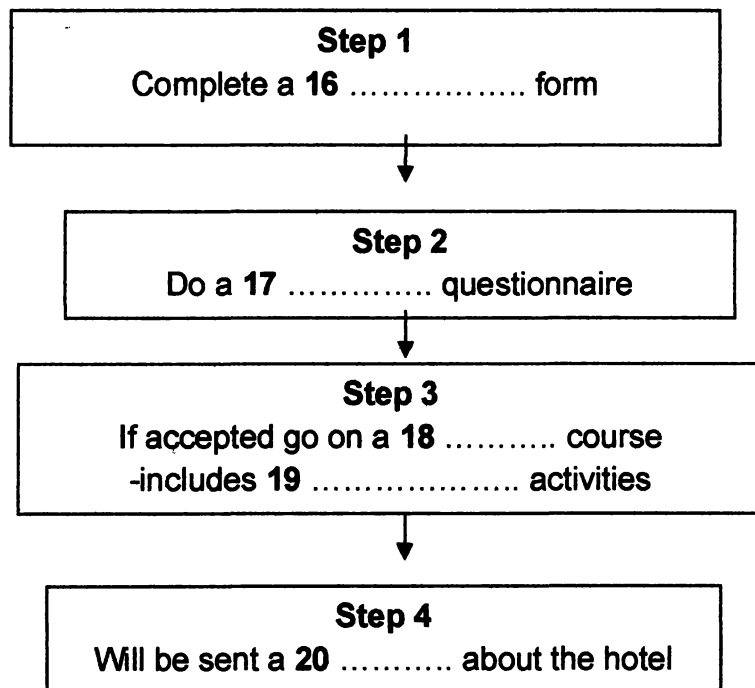 Step 1
Complete a 16 ……………….. form
Step 2
Do a 17 ………….. questionnaire
Step 3
If accepted go on a 18 ……….. course
-includes 19 ………………….. activities
Step 4
Will be sent a 20 ……….. about the hotel